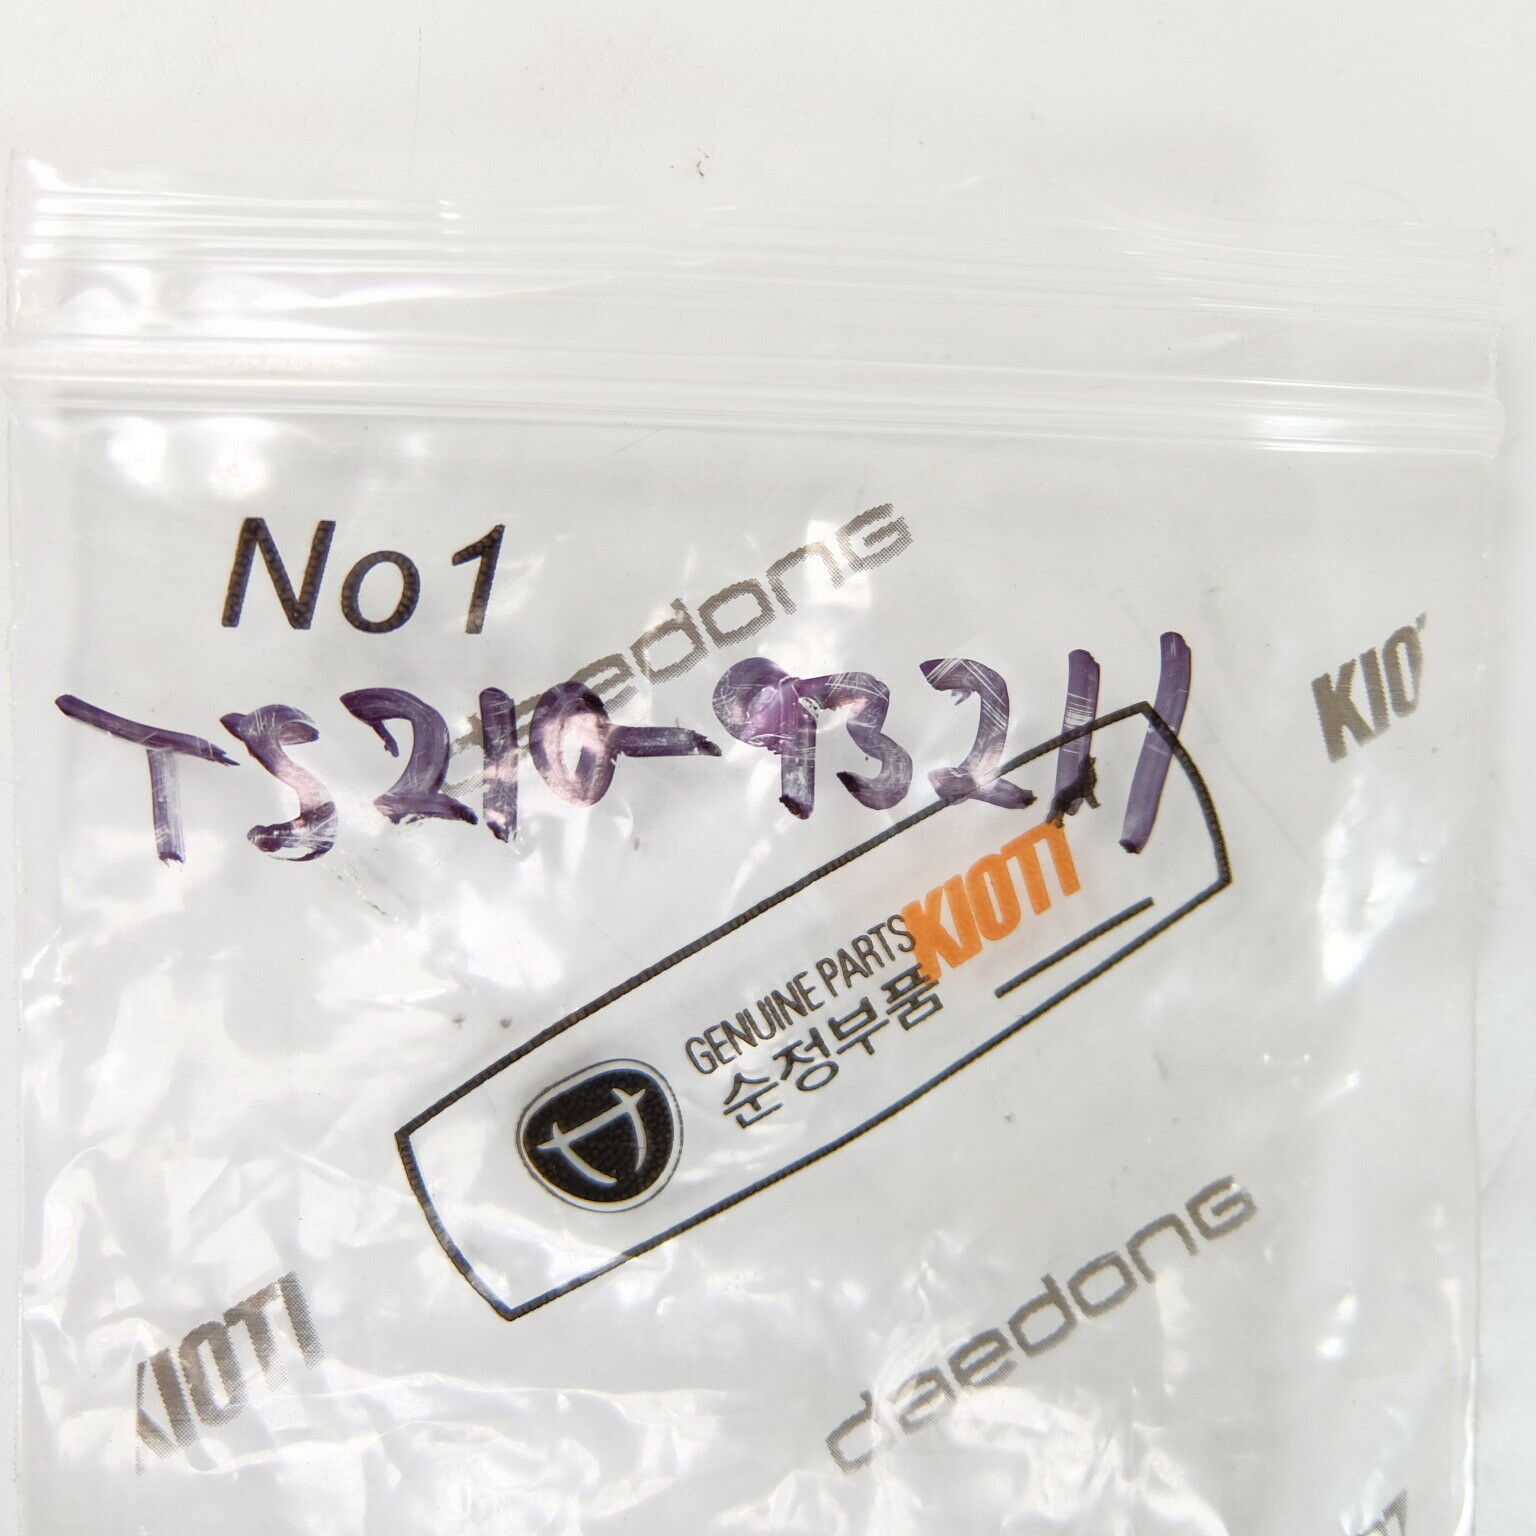 No1
daedong
TS210-93211
KIO
KIOTI
GENUINE PARTS
순정부품
KIOTI
daedong